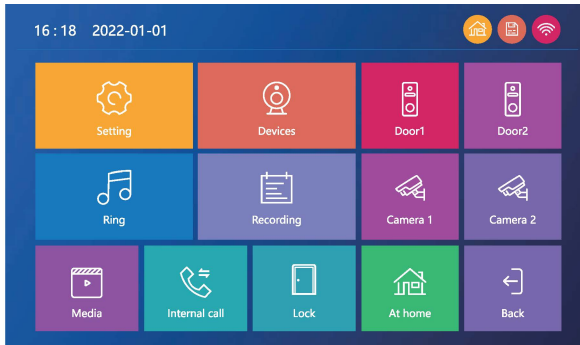 16 : 18 2022-01-01
Setting Devices Door1 Door2
Ring Recording Camera 1 Camera 2
Media Internal call Lock At home Back